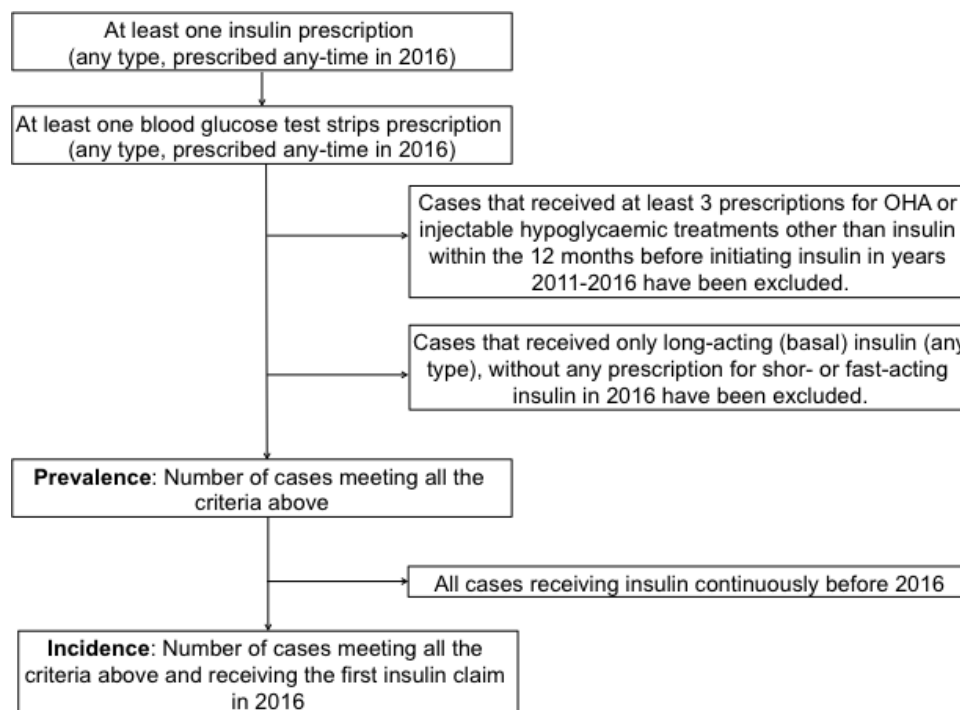 At least one insulin prescription
(any type, prescribed any-time in 2016)
At least one blood glucose test strips prescription
(any type, prescribed any-time in 2016)
Cases that received at least 3 prescriptions for OHA or
injectable hypoglycaemic treatments other than insulin
within the 12 months before initiating insulin in years
2011-2016 have been excluded.
Cases that received only long-acting (basal) insulin (any
type), without any prescription for shor- or fast-acting
insulin in 2016 have been excluded.
Prevalence: Number of cases meeting all the
criteria above
All cases receiving insulin continuously before 2016
Incidence: Number of cases meeting all the
criteria above and receiving the first insulin claim
in 2016